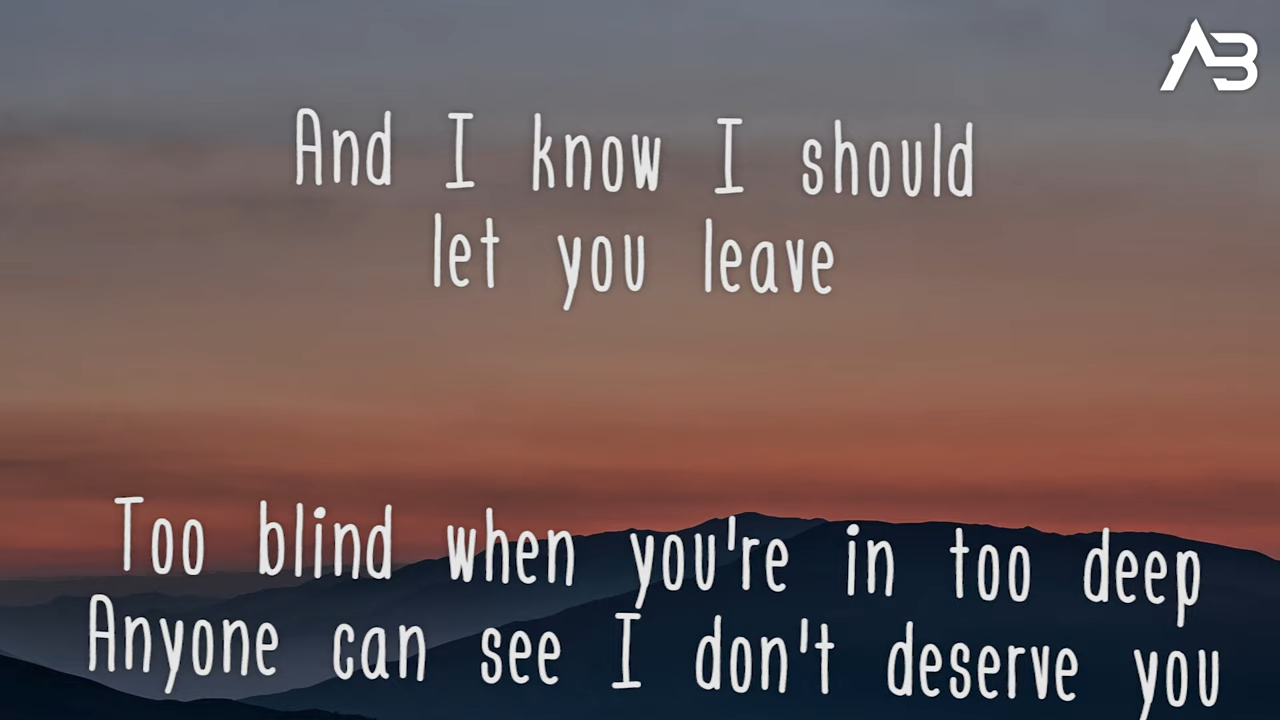 AB
And I know I should
let you leave
Too blind when you're in too deep
Anyone can see I don't deserve you